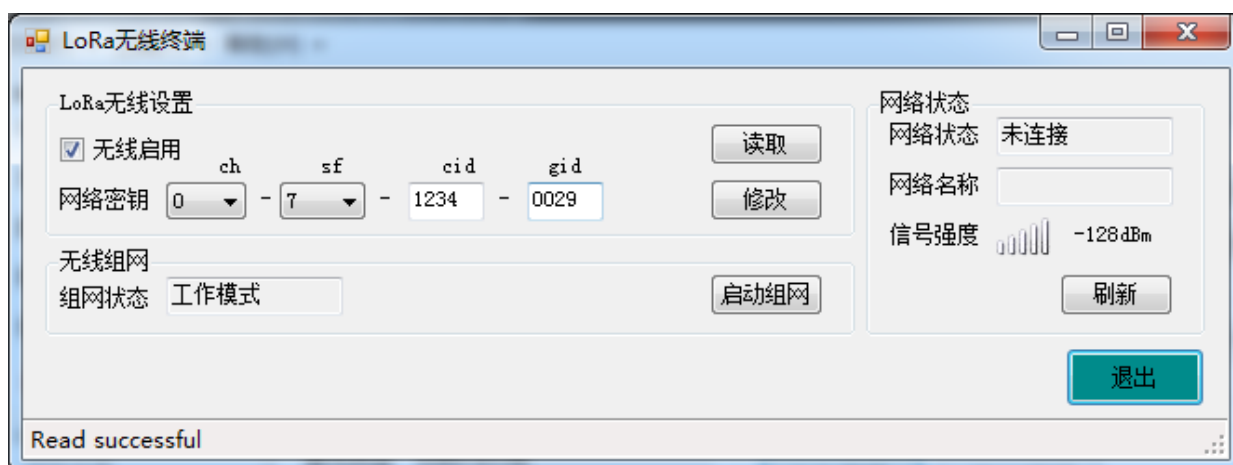 LoRa无线终端
LoRa无线设置
无线启用
读取
ch sf cid gid
网络密钥 0 - 7 - 1234 - 0029
修改
无线组网
组网状态 工作模式
启动组网
网络状态
网络状态 未连接
网络名称
信号强度 -128dBm
刷新
退出
Read successful